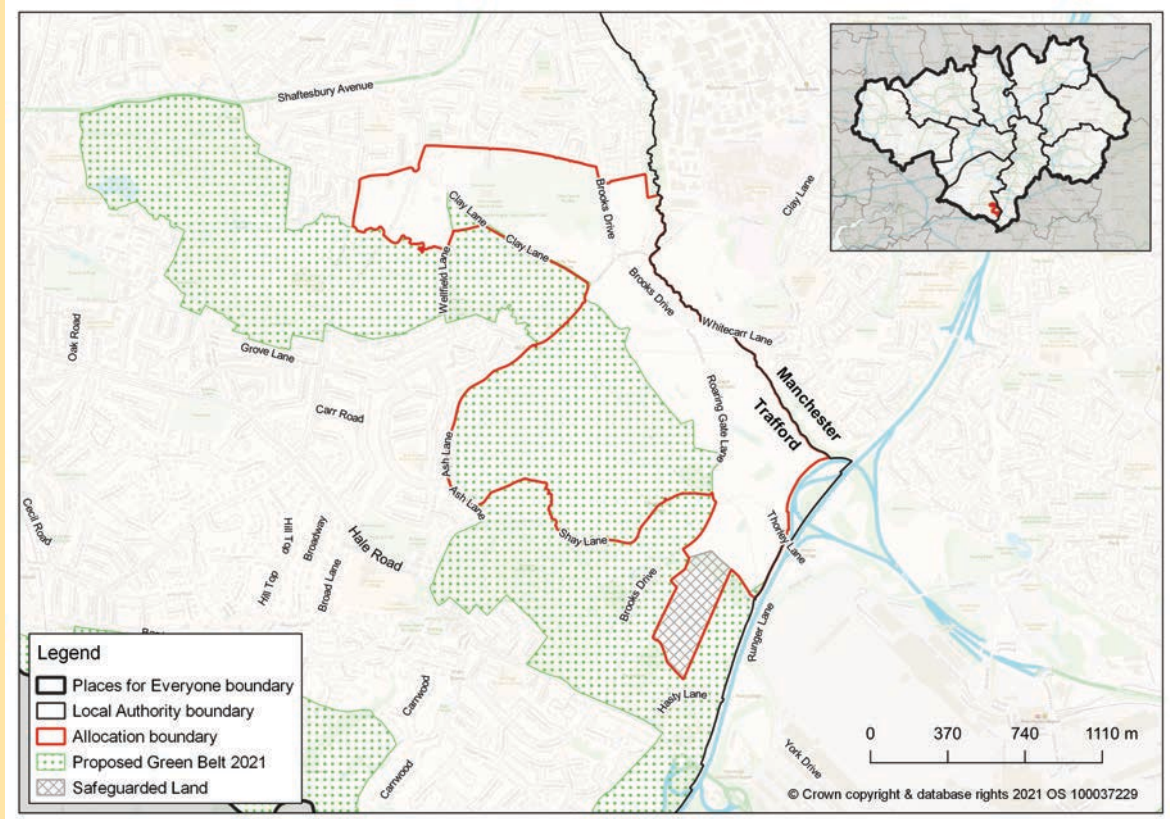 Shaftesbury Avenue
Clay Lane
Brooks Drive
Clay Lane
Clay Lane
Wellfield Lane
Brooks Drive
Whitecarr Lane
Oak Road
Grove Lane
Manchester
Trafford
Roaring Gate Lane
Carr Road
Ash Lane
Ash Lane
Cecil Road
Hill Top
Broadway
Hale Road
Shay Lane
Thorley Lane
Hill Top
Broad Lane
Brooks Drive
Runger Lane
Hasty Lane
Carrwood
Carrwood
York Drive
Legend
Places for Everyone boundary
Local Authority boundary
Allocation boundary
Proposed Green Belt 2021
Safeguarded Land
0 370 740 1110 m
© Crown copyright & database rights 2021 OS 100037229